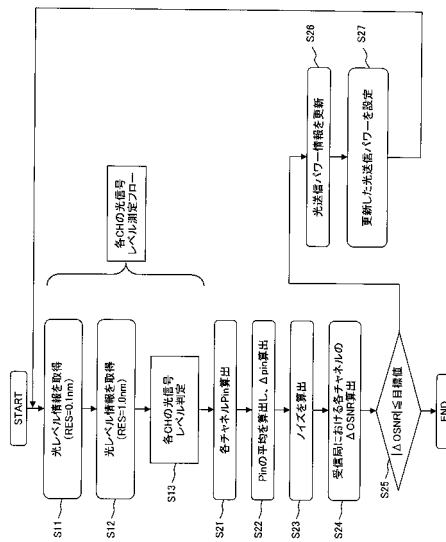 START
光レベル情報を取得
(RES=0.1nm)
S11
光レベル情報を取得
(RES=1.0nm)
S12
各CHの光信号
レベル判定
S13
各CHの光信号
レベル測定フロー
各チャネルPin算出
S21
Pinの平均を算出し、Δpin算出
S22
ノイズを算出
S23
受信局における各チャネルの
ΔOSNR算出
S24
|ΔOSNR|≦目標値
S25
END
光送信パワー情報を更新
S26
更新した光送信パワーを設定
S27